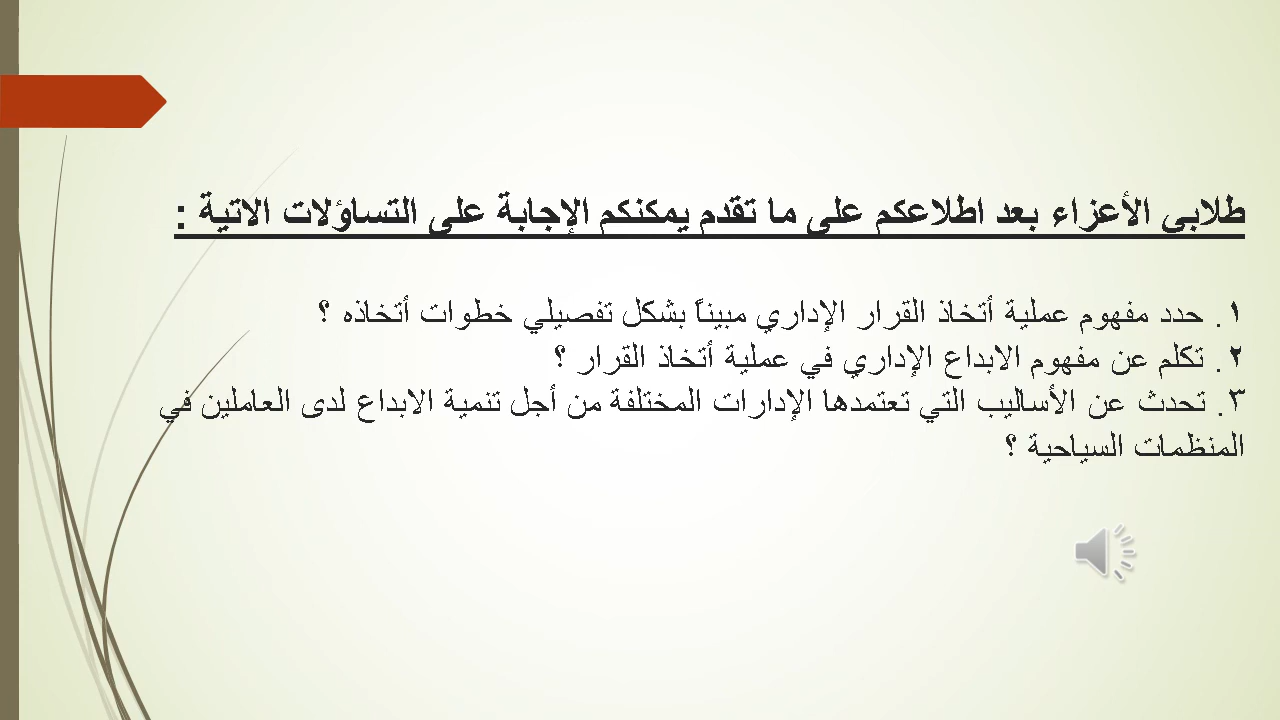 طلابى الأعزاء بعد اطلاعكم على ما تقدم يمكنكم الإجابة على التساؤلات الاتية :
١. حدد مفهوم عملية أتخاذ القرار الإداري مبيناً بشكل تفصيلي خطوات أتخاذه ؟
٢. تكلم عن مفهوم الابداع الإداري في عملية أتخاذ القرار ؟
٣. تحدث عن الأساليب التي تعتمدها الإدارات المختلفة من أجل تنمية الابداع لدى العاملين في
المنظمات السياحية ؟